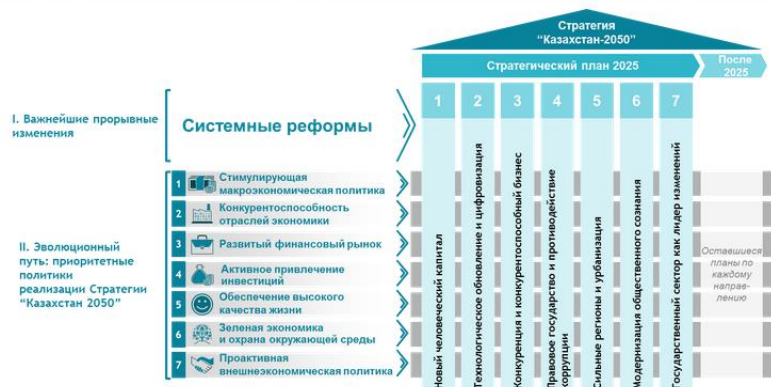 Стратегия
“Казахстан-2050”
Стратегический план 2025
После
2025
1 2 3 4 5 6 7
I. Важнейшие прорывные
изменения
Системные реформы
II. Эволюционный
путь: приоритетные
политики
реализации Стратегии
“Казахстан 2050”
1 Стимулирующая
макроэкономическая политика
2 Конкурентоспособность
отраслей экономики
3 Развитый финансовый рынок
4 Активное привлечение
инвестиций
5 Обеспечение высокого
качества жизни
6 Зеленая экономика
и охрана окружающей среды
7 Проактивная
внешнеэкономическая политика
Новый человеческий капитал
Технологическое обновление и цифровизация
Конкуренция и конкурентоспособный бизнес
Правовое государство и противодействие
коррупции
Сильные регионы и урбанизация
Модернизация общественного сознания
Государственный сектор как лидер изменений
Оставшиеся
планы по
каждому
направ-
лению